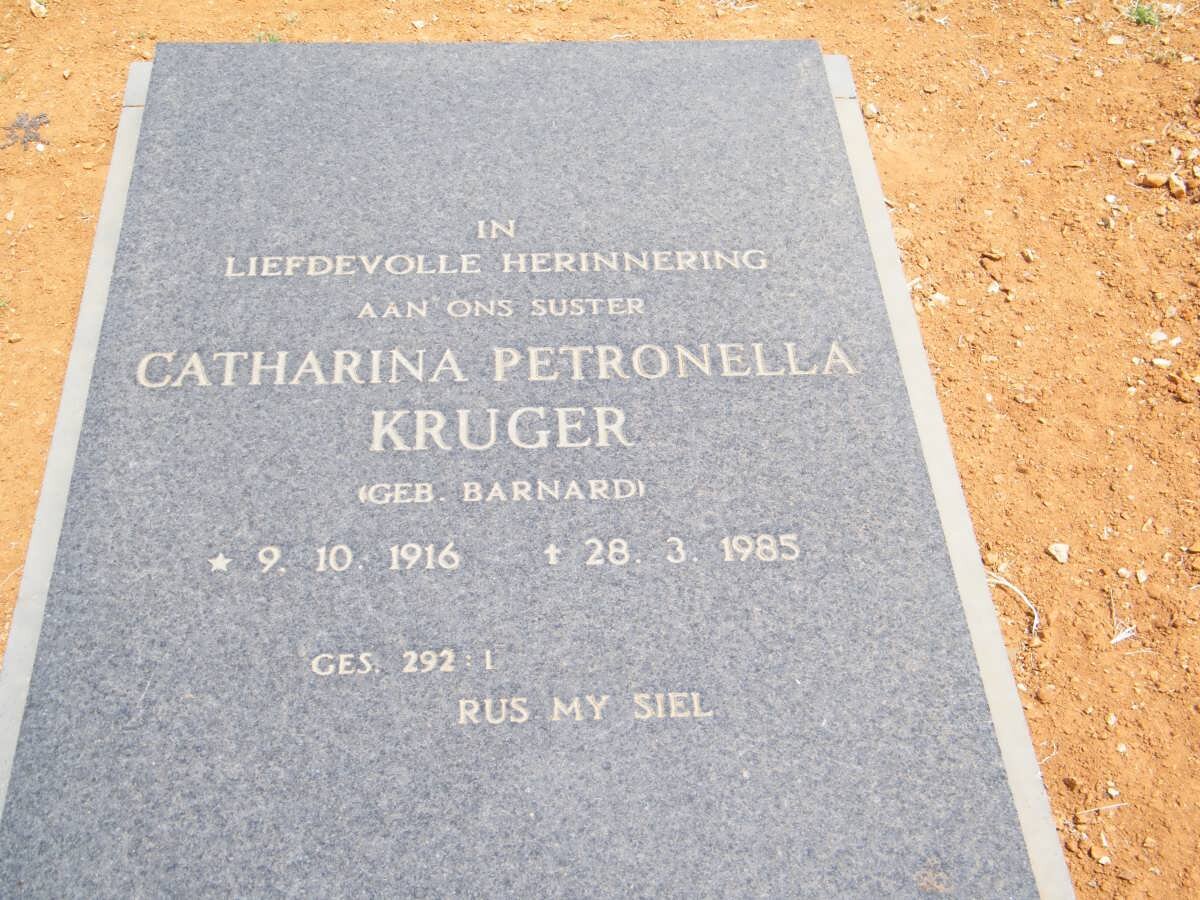 IN
LIEFDEVOLLE HERINNERING
AAN ONS SUSTER
CATHARINA PETRONELLA
KRUGER
(GEB. BARNARD)
★ 9. 10. 1916 † 28. 3. 1985
GES. 292 : 1
RUS MY SIEL